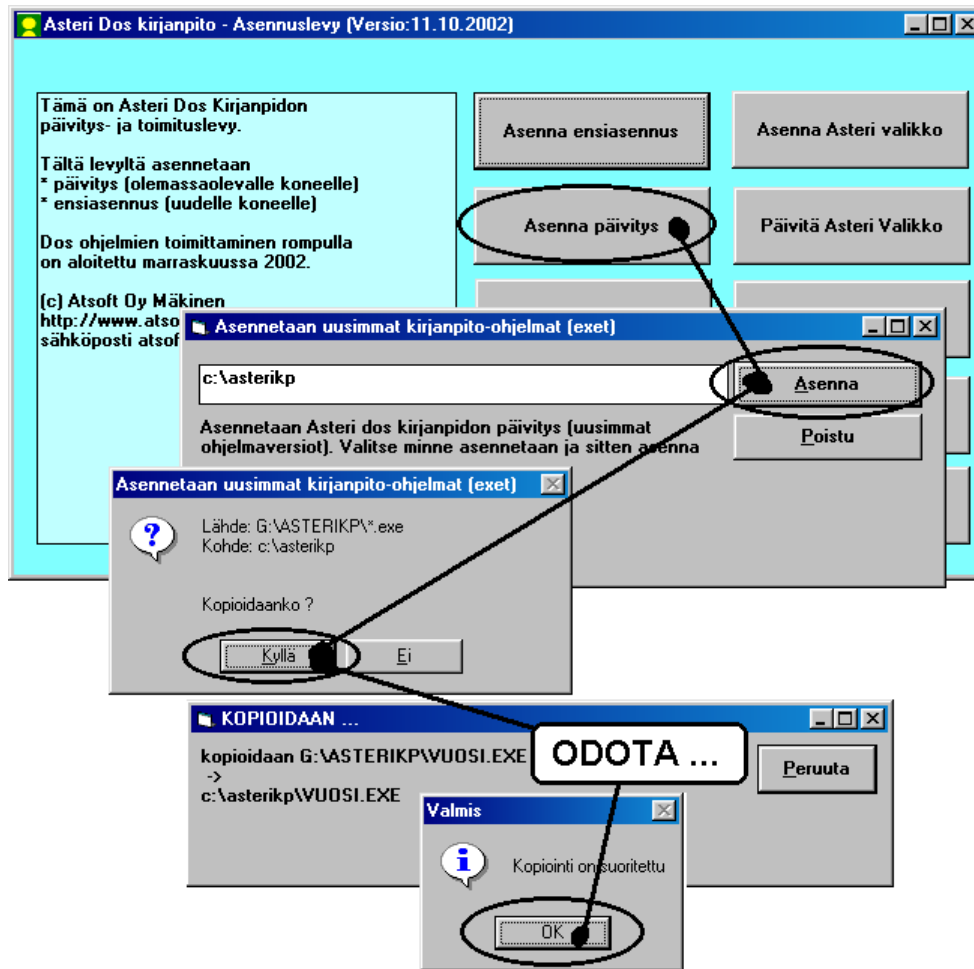 Asteri Dos kirjanpito - Asennuslevy (Versio:11.10.2002)
Tämä on Asteri Dos Kirjanpidon
päivitys- ja toimituslevy.
Tältä levyltä asennetaan
* päivitys (olemassaolevalle koneelle)
* ensiasennus (uudelle koneelle)
Dos ohjelmien toimittaminen rompulla
on aloitettu marraskuussa 2002.
(c) Atsoft Oy Mäkinen
http://www.atso
sähköposti atsof
Asenna ensiasennus
Asenna Asteri valikko
Asenna päivitys
Päivitä Asteri Valikko
Asennetaan uusimmat kirjanpito-ohjelmat (exet)
c:\asterikp
Asenna
Asennetaan Asteri dos kirjanpidon päivitys (uusimmat
ohjelmaversiot). Valitse minne asennetaan ja sitten asenna
Poistu
Asennetaan uusimmat kirjanpito-ohjelmat (exet)
Lähde: G:\ASTERIKP\*.exe
Kohde: c:\asterikp
Kopioidaanko ?
Kyllä
Ei
KOPIOIDAAN ...
kopioidaan G:\ASTERIKP\VUOSI.EXE
->
c:\asterikp\VUOSI.EXE
ODOTA ...
Peruuta
Valmis
Kopiointi on suoritettu
OK